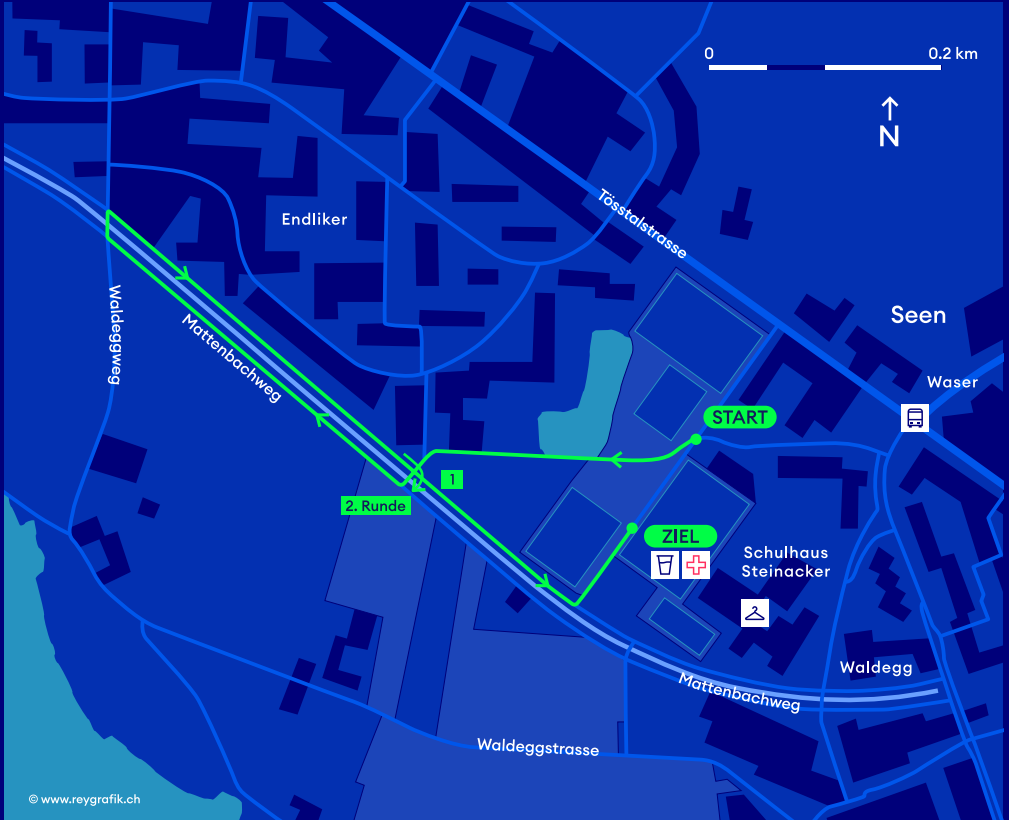 0 0.2 km
N
Tösstalstrasse
Endliker
Seen
Waldeggweg
Mattenbachweg
Waser
START
1
2. Runde
ZIEL
Schulhaus
Steinacker
Waldegg
Mattenbachweg
Waldeggstrasse
© www.reygrafik.ch